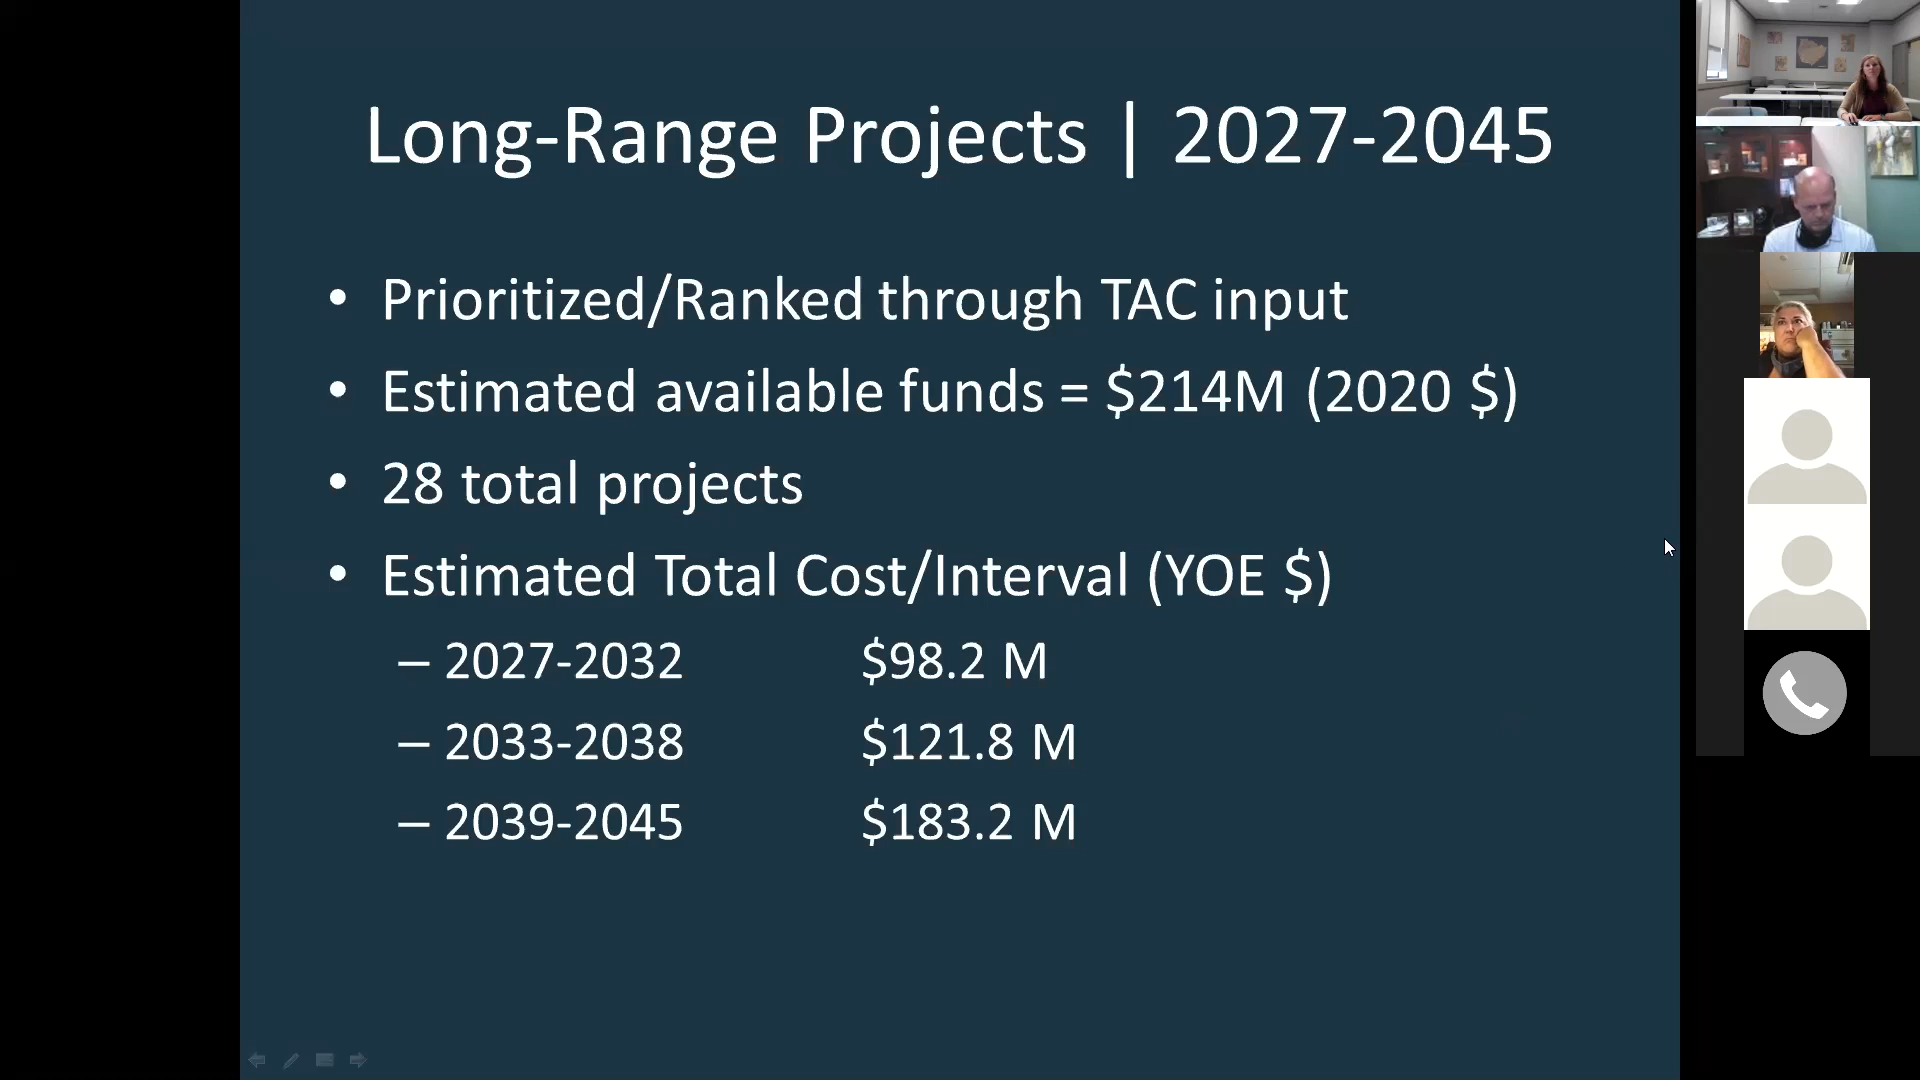 Long-Range Projects | 2027-2045
• Prioritized/Ranked through TAC input
• Estimated available funds = $214M (2020 $)
• 28 total projects
• Estimated Total Cost/Interval (YOE $)
– 2027-2032 $98.2 M
– 2033-2038 $121.8 M
– 2039-2045 $183.2 M